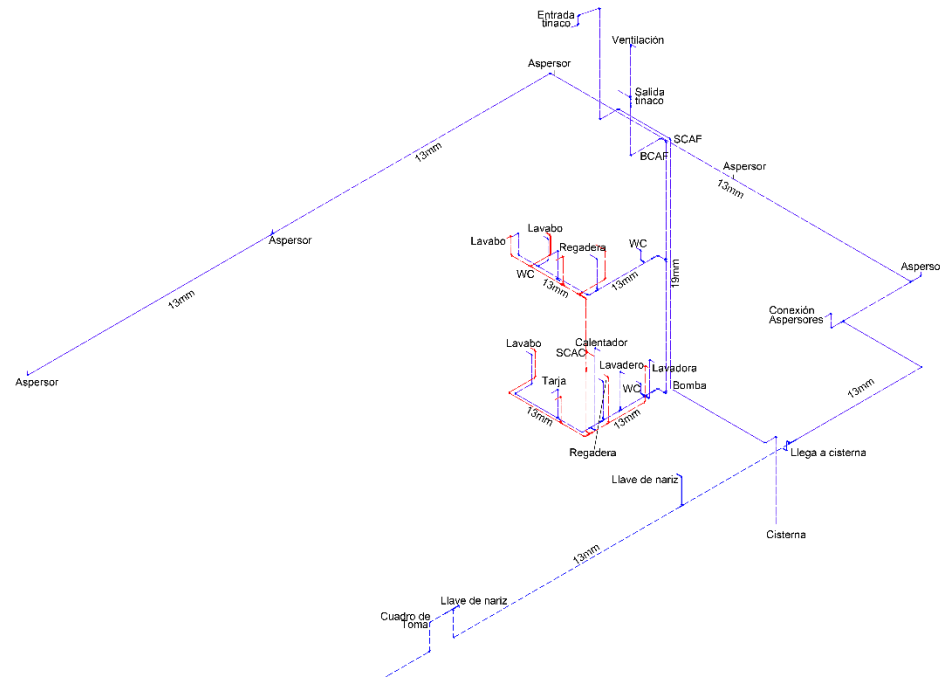 Entrada
tinaco
Ventilación
Aspersor
Salida
tinaco
SCAF
BCAF
13mm
Aspersor
13mm
Lavabo
Lavabo
Aspersor
Regadera
WC
WC
13mm
13mm
19mm
Asperso
13mm
Conexión
Aspersores
Lavabo
Calentador
SCAC
Lavadero
Lavadora
Aspersor
Tarja
WC
Bomba
13mm
13mm
13mm
Regadera
Llega a cisterna
Llave de nariz
Cisterna
13mm
Llave de nariz
Cuadro de
Toma